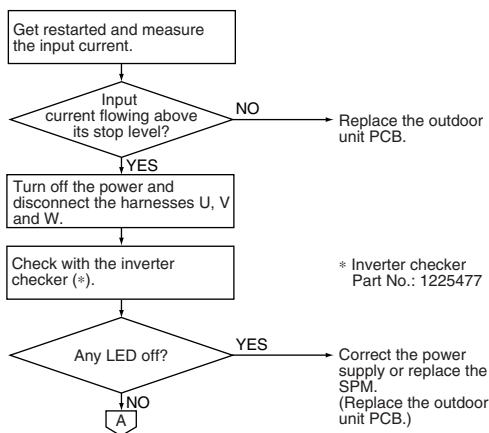 Get restarted and measure
the input current.
Input
current flowing above
its stop level?
NO
Replace the outdoor
unit PCB.
YES
Turn off the power and
disconnect the harnesses U, V
and W.
Check with the inverter
checker (*).
* Inverter checker
Part No.: 1225477
Any LED off?
YES
Correct the power
supply or replace the
SPM.
(Replace the outdoor
unit PCB.)
NO
A